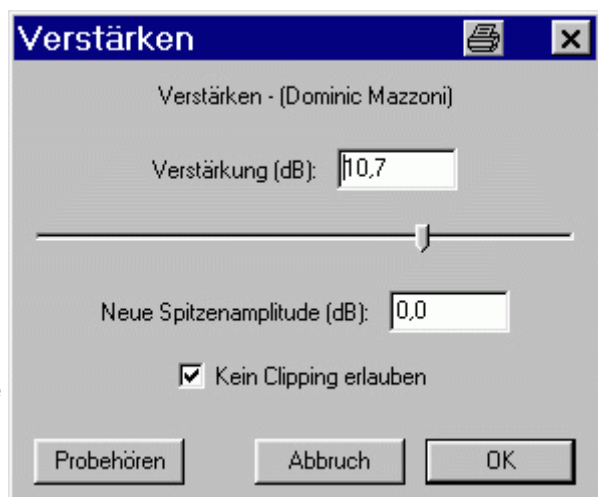 Verstärken
Verstärken - (Dominic Mazzoni)
Verstärkung (dB): 10,7
Neue Spitzenamplitude (dB): 0,0
Kein Clipping erlauben
Probehören Abbruch OK